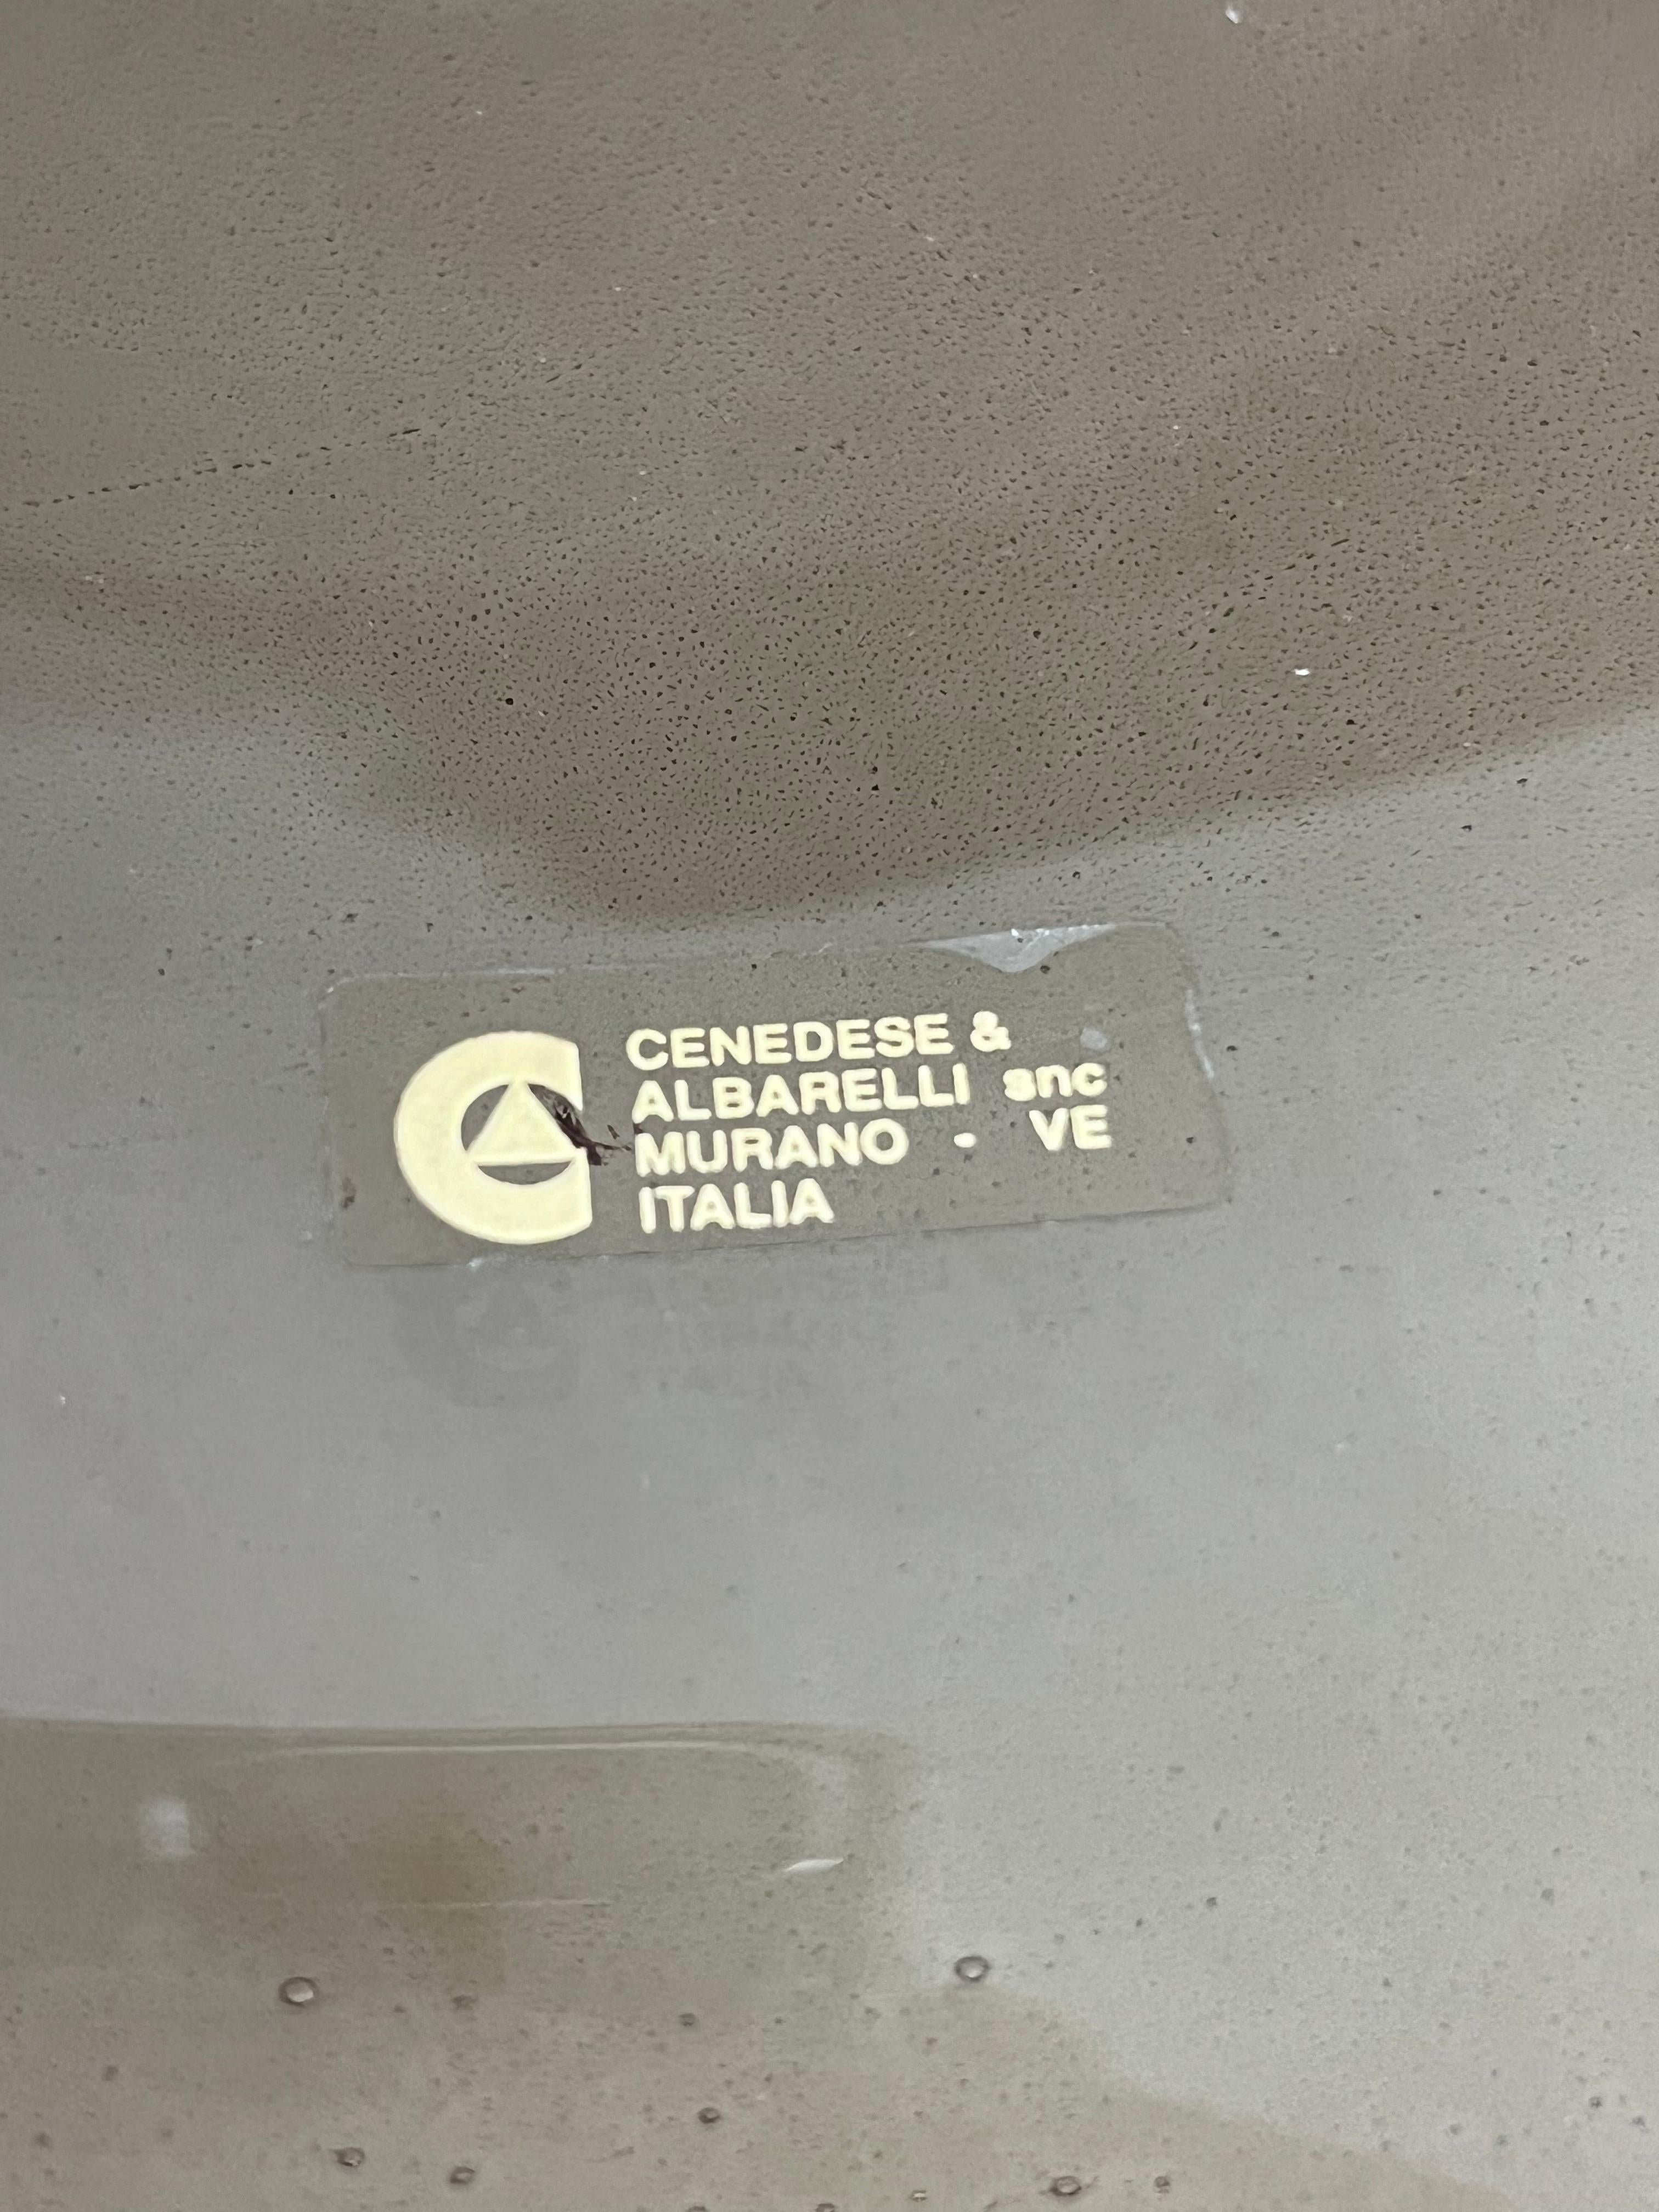 CENEDESE &
ALBARELLI snc
MURANO - VE
ITALIA